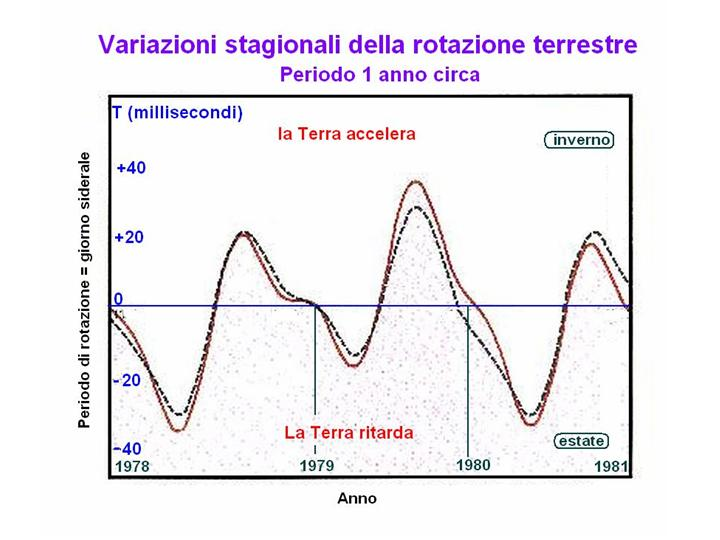 Variazioni stagionali della rotazione terrestre
Periodo 1 anno circa
T (millisecondi)
la Terra accelera
inverno
+40
+20
0
-20
-40
Periodo di rotazione = giorno siderale
La Terra ritarda
estate
1978
1979
1980
1981
Anno